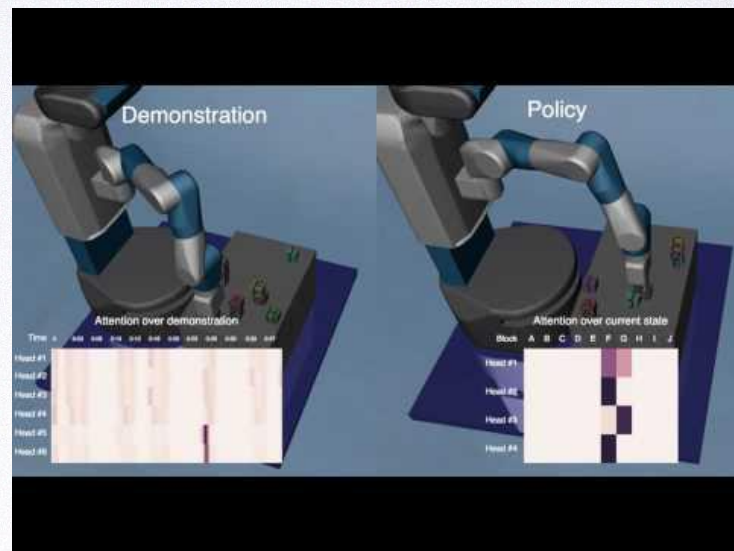 Demonstration
Attention over demonstration
Time
Head #1
Head #2
Head #3
Head #4
Head #5
Head #6
Policy
Attention over current state
Block A B C D E F G H I J
Head #1
Head #2
Head #3
Head #4